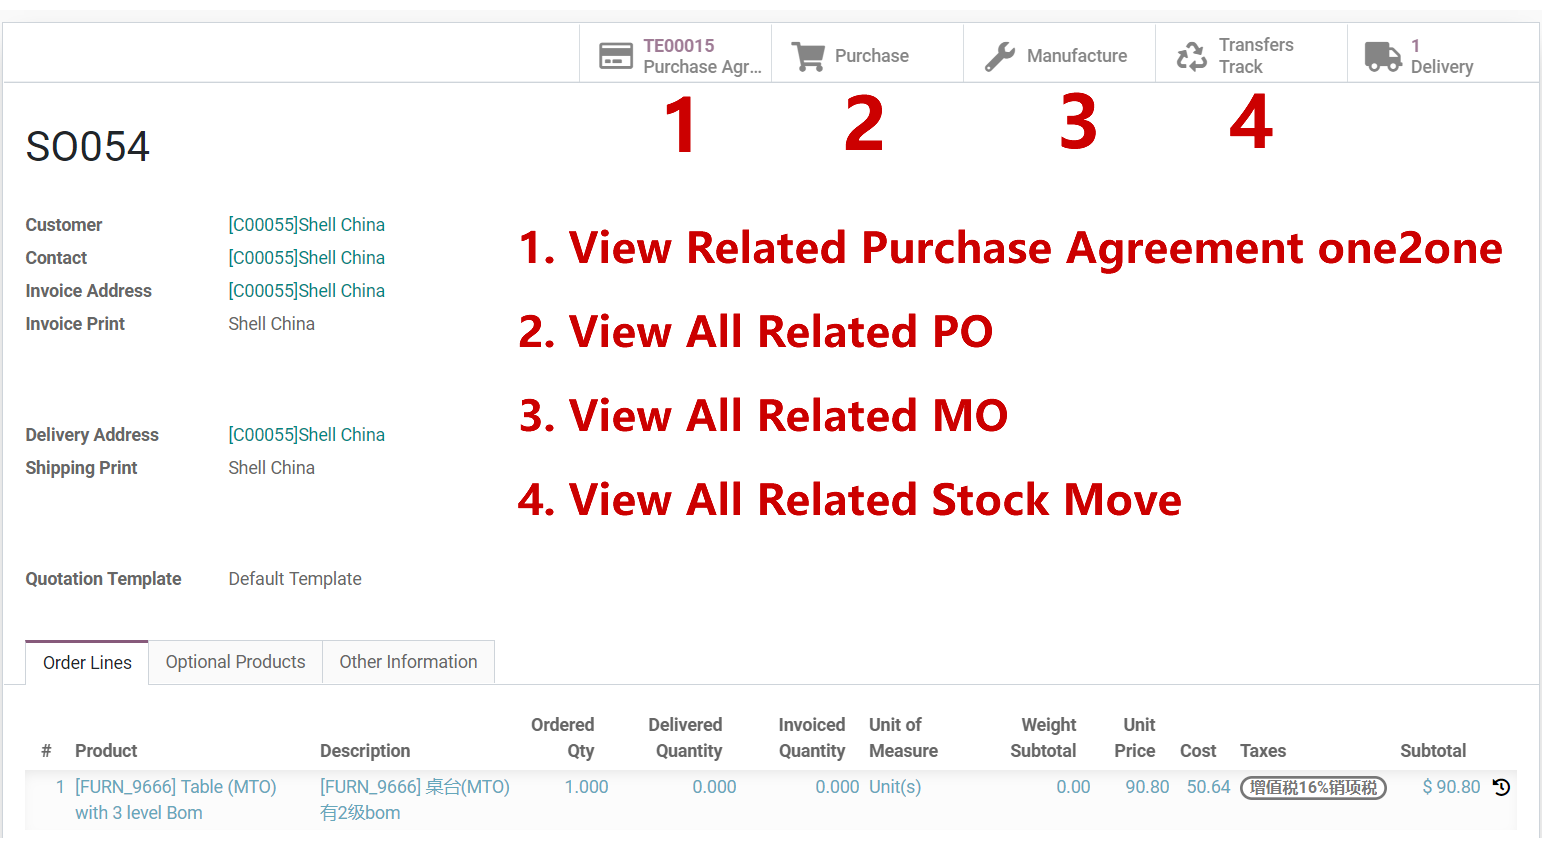 TE00015
Purchase Agr...
Purchase
Manufacture
Transfers
Track
1
Delivery
1 2 3 4
SO054
Customer [C00055]Shell China
Contact [C00055]Shell China
Invoice Address [C00055]Shell China
Invoice Print Shell China
Delivery Address [C00055]Shell China
Shipping Print Shell China
Quotation Template Default Template
1. View Related Purchase Agreement one2one
2. View All Related PO
3. View All Related MO
4. View All Related Stock Move
Order Lines Optional Products Other Information
# Product Description Ordered Qty Delivered Quantity Invoiced Quantity Unit of Measure Weight Subtotal Unit Price Cost Taxes Subtotal
1 [FURN_9666] Table (MTO) [FURN_9666] 桌台(MTO) 1.000 0.000 0.000 Unit(s) 0.00 90.80 50.64 增值税16%销项税 $ 90.80
with 3 level Bom 有2级bom